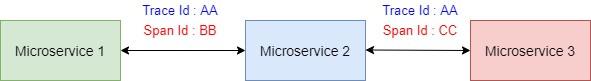 Trace Id : AA
Span Id : BB
Trace Id : AA
Span Id : CC
Microservice 1
Microservice 2
Microservice 3